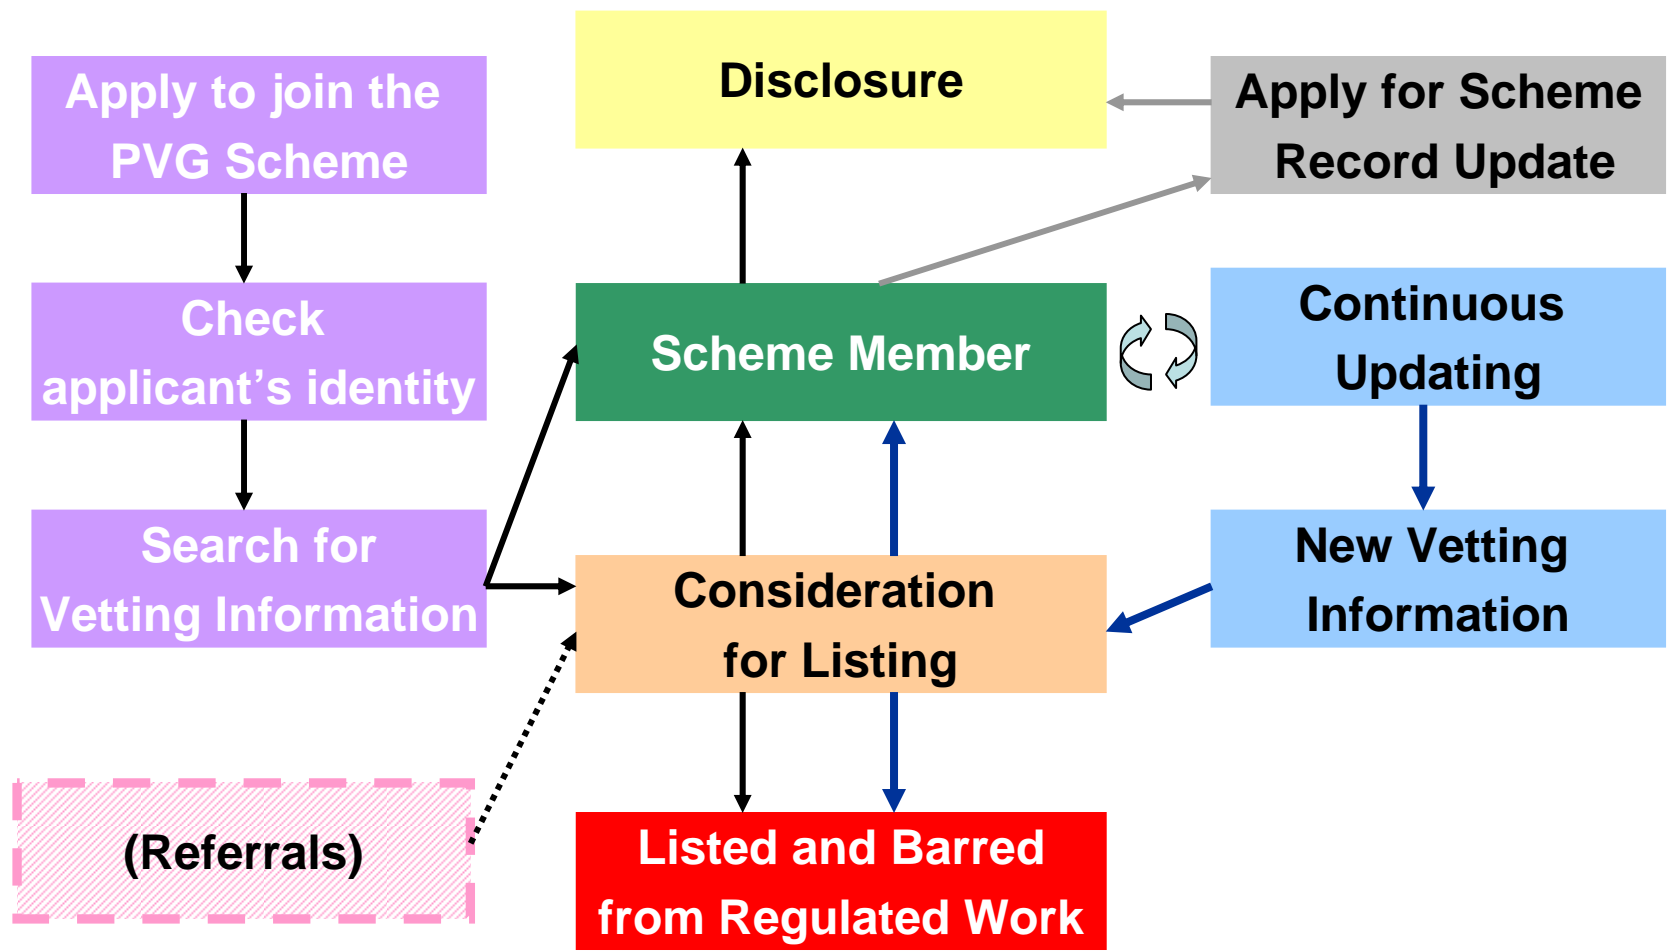 Apply to join the
PVG Scheme
Check
applicant’s identity
Search for
Vetting Information
(Referrals)
Disclosure
Scheme Member
Consideration
for Listing
Listed and Barred
from Regulated Work
Apply for Scheme
Record Update
Continuous
Updating
New Vetting
Information